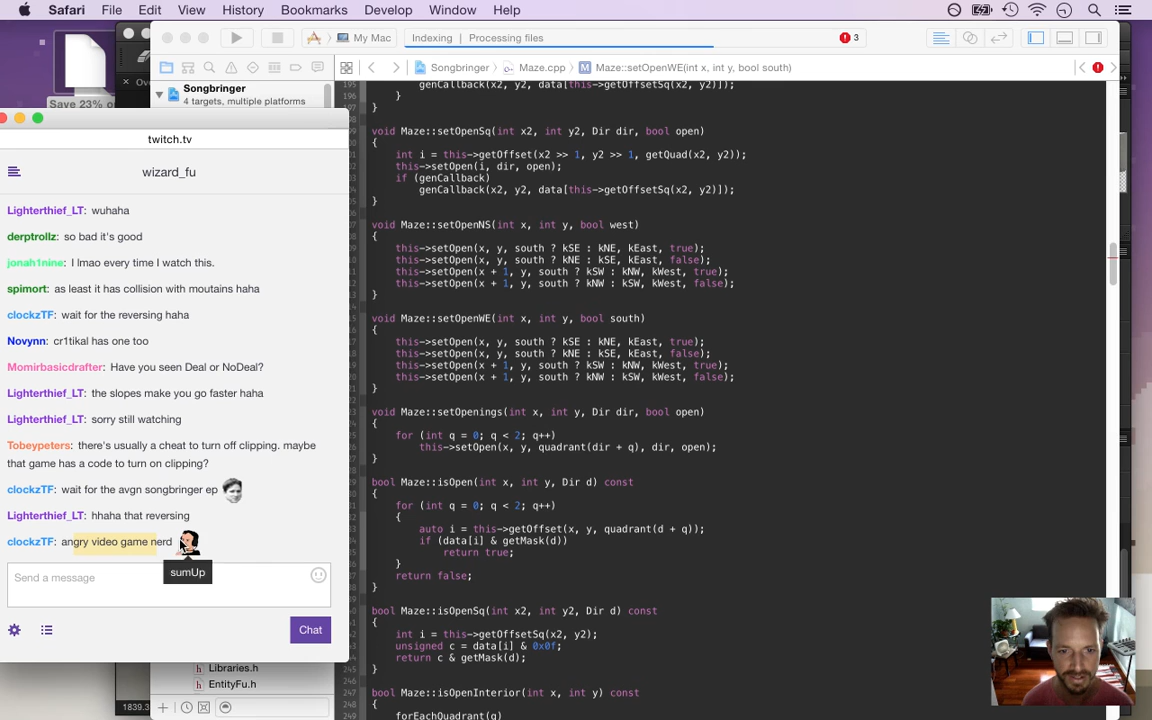 Safari File Edit View History Bookmarks Develop Window Help
My Mac
Indexing | Processing files
3
Songbringer
Maze.cpp
Maze::setOpenWE(int x, int y, bool south)
Songbringer
4 targets, multiple platforms
Save 23% o
twitch.tv
wizard_fu
Lighterthief_LT: wuhaha
derptrollz: so bad it's good
jonah1nine: I lmao every time I watch this.
spimort: as least it has collision with moutains haha
clockzTF: wait for the reversing haha
Novynn: cr1tikal has one too
Momirbasicdrafter: Have you seen Deal or NoDeal?
Lighterthief_LT: the slopes make you go faster haha
Lighterthief_LT: sorry still watching
Tobeypeters: there's usually a cheat to turn off clipping. maybe
that game has a code to turn on clipping?
clockzTF: wait for the avgn songbringer ep
Lighterthief_LT: hhaha that reversing
clockzTF: angry video game nerd
sumUp
Send a message
Chat
Libraries.h
EntityFu.h
1839.3
genCallback(x2, y2, data[this->getOffsetSq(x2, y2)]);
}
}
void Maze::setOpenSq(int x2, int y2, Dir dir, bool open)
{
int i = this->getOffset(x2 >> 1, y2 >> 1, getQuad(x2, y2));
this->setOpen(i, dir, open);
if (genCallback)
genCallback(x2, y2, data[this->getOffsetSq(x2, y2)]);
}
void Maze::setOpenNS(int x, int y, bool west)
{
this->setOpen(x, y, south ? kSE : kNE, kEast, true);
this->setOpen(x, y, south ? kNE : kSE, kEast, false);
this->setOpen(x + 1, y, south ? kSW : kNW, kWest, true);
this->setOpen(x + 1, y, south ? kNW : kSW, kWest, false);
}
void Maze::setOpenWE(int x, int y, bool south)
{
this->setOpen(x, y, south ? kSE : kNE, kEast, true);
this->setOpen(x, y, south ? kNE : kSE, kEast, false);
this->setOpen(x + 1, y, south ? kSW : kNW, kWest, true);
this->setOpen(x + 1, y, south ? kNW : kSW, kWest, false);
}
void Maze::setOpenings(int x, int y, Dir dir, bool open)
{
for (int q = 0; q < 2; q++)
this->setOpen(x, y, quadrant(dir + q), dir, open);
}
bool Maze::isOpen(int x, int y, Dir d) const
{
for (int q = 0; q < 2; q++)
{
auto i = this->getOffset(x, y, quadrant(d + q));
if (data[i] & getMask(d))
return true;
}
return false;
}
bool Maze::isOpenSq(int x2, int y2, Dir d) const
{
int i = this->getOffsetSq(x2, y2);
unsigned c = data[i] & 0x0f;
return c & getMask(d);
}
bool Maze::isOpenInterior(int x, int y) const
{
forEachQuadrant(q)